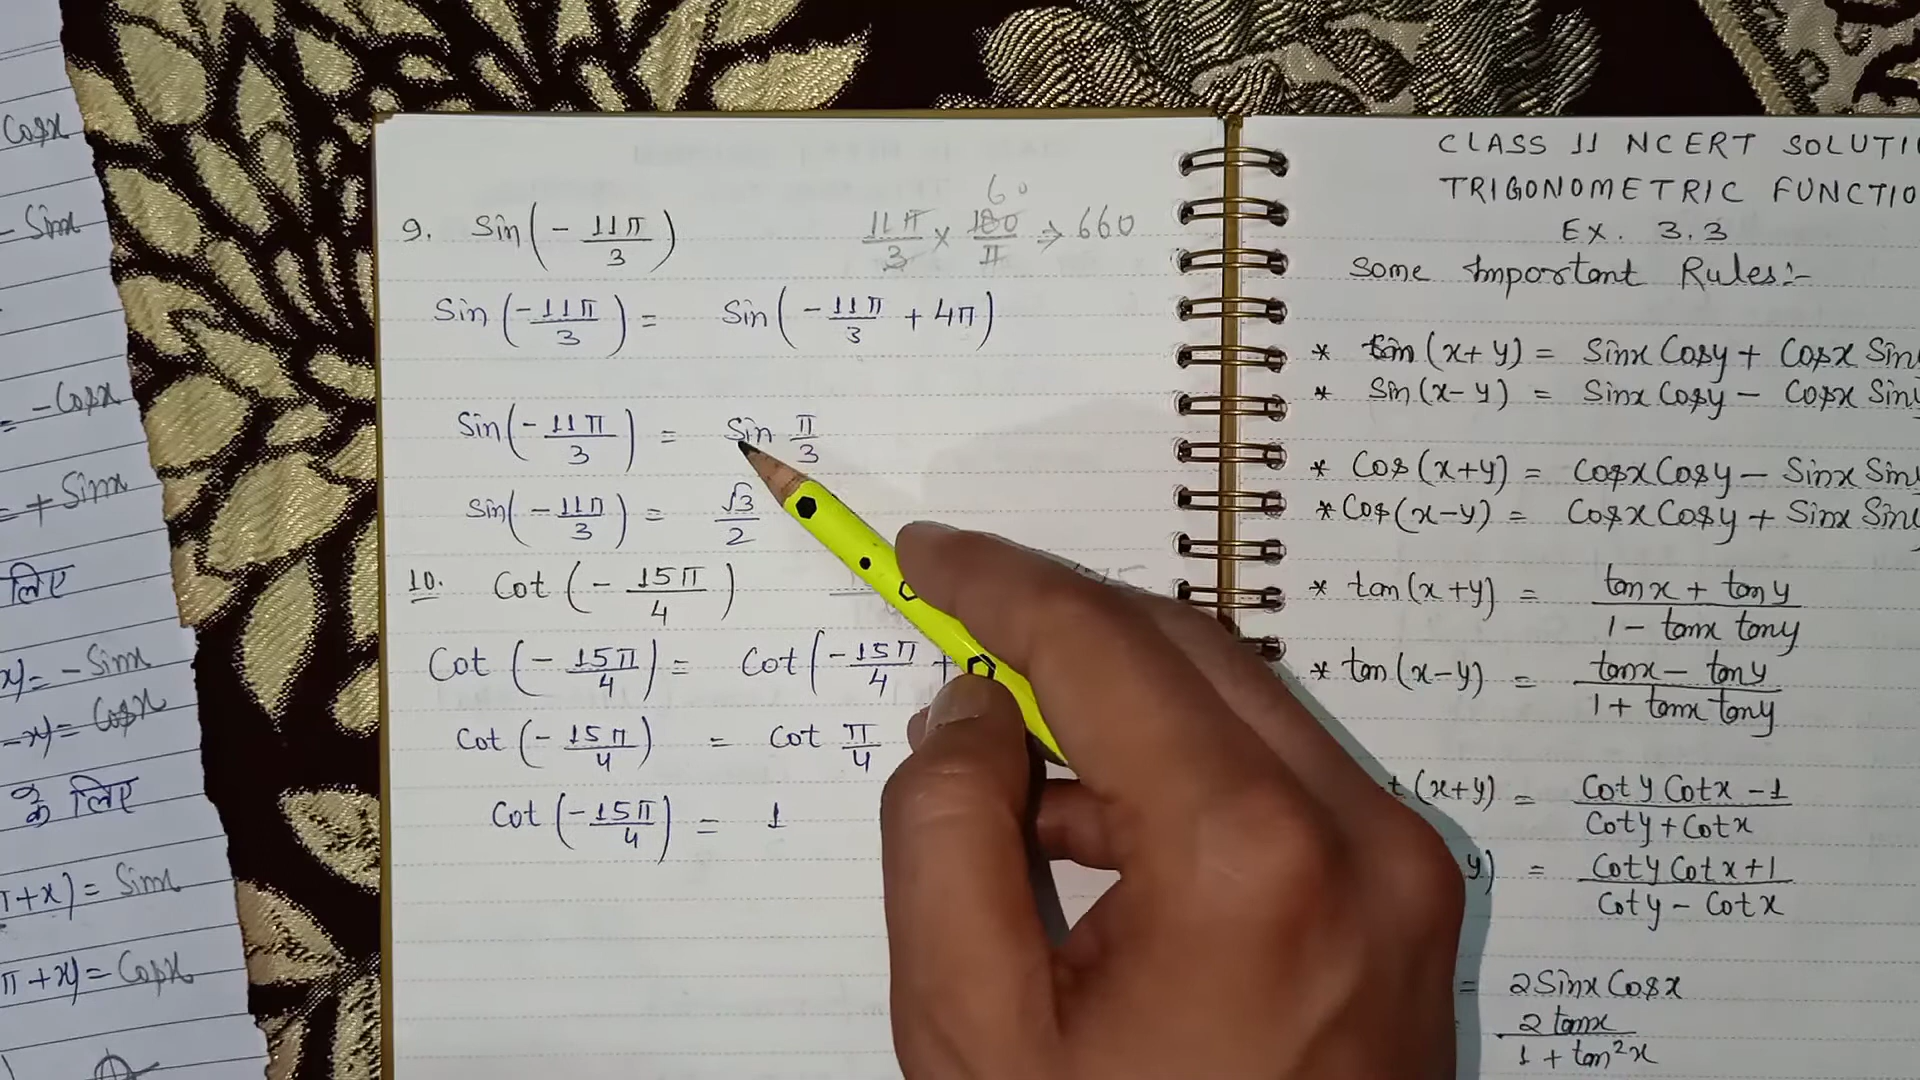 Cosx
- Sinx
= -Cosx
= + Sinx
लिए
x) = - Sinx
-x) = Cosx
के लिए
π+x) = Sinx
π+x) = Cosx
9. Sin(- 11π/3)
11π/3 × 180/π ⇒ 660
60
Sin(-11π/3) = Sin(-11π/3 + 4π)
Sin(-11π/3) = Sin π/3
Sin(-11π/3) = √3/2
10. Cot(- 15π/4)
Cot(- 15π/4) = Cot(-15π/4 +
Cot(- 15π/4) = Cot π/4
Cot(-15π/4) = 1
CLASS 11 NCERT SOLUTI
TRIGONOMETRIC FUNCTIO
EX. 3.3
Some Important Rules:-
* Sin(x+y) = Sinx Cosy + Cosx Sin
* Sin(x-y) = Sinx Cosy - Cosx Siny
* Cos(x+y) = Cosx Cosy - Sinx Siny
* Cos(x-y) = Cosx Cosy + Sinx Siny
* tan(x+y) = tanx + tany / 1 - tanx tany
* tan(x-y) = tanx - tany / 1 + tanx tany
t(x+y) = Coty Cotx -1 / Coty + Cotx
y) = Coty Cotx +1 / Coty - Cotx
= 2Sinx Cosx
2 tanx / 1 + tan²x